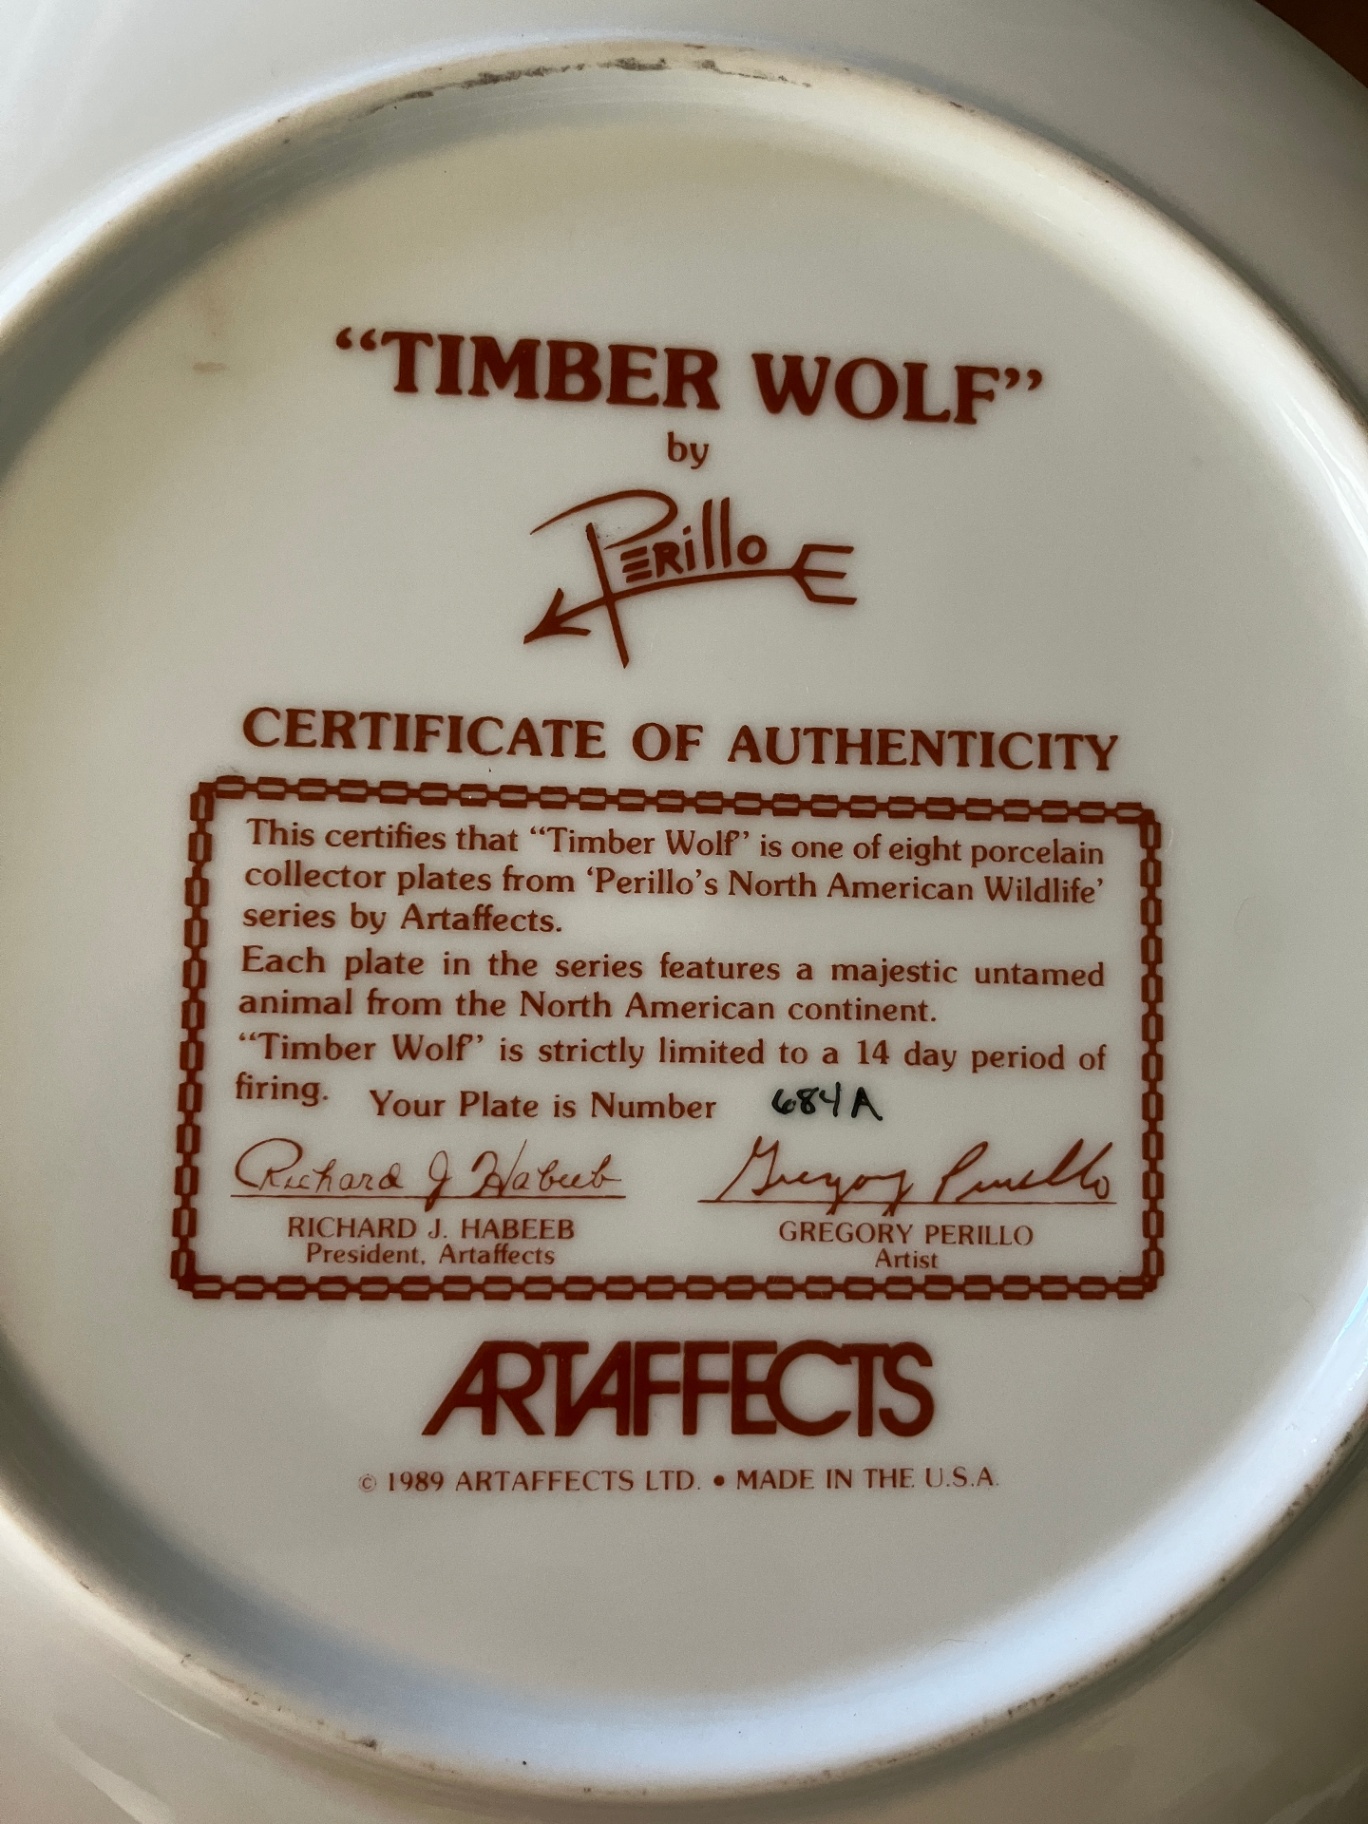 “TIMBER WOLF”
by
Perillo
CERTIFICATE OF AUTHENTICITY
This certifies that “Timber Wolf” is one of eight porcelain
collector plates from ‘Perillo’s North American Wildlife’
series by Artaffects.
Each plate in the series features a majestic untamed
animal from the North American continent.
“Timber Wolf” is strictly limited to a 14 day period of
firing. Your Plate is Number 684A
Richard J Habeeb Gregory Perillo
RICHARD J. HABEEB GREGORY PERILLO
President, Artaffects Artist
ARTAFFECTS
© 1989 ARTAFFECTS LTD. • MADE IN THE U.S.A.